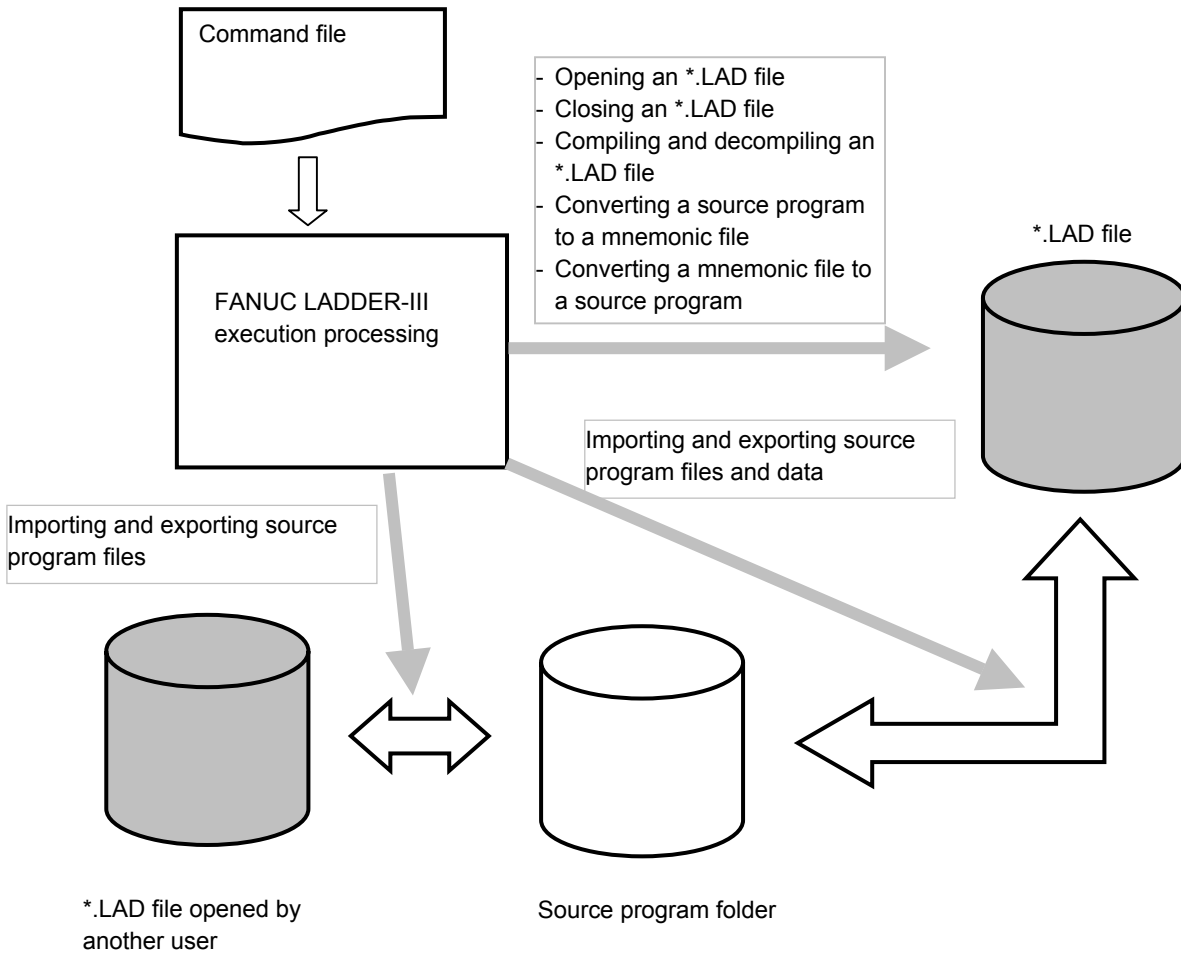 Command file
- Opening an *.LAD file
- Closing an *.LAD file
- Compiling and decompiling an
*.LAD file
- Converting a source program
to a mnemonic file
- Converting a mnemonic file to
a source program
*.LAD file
FANUC LADDER-III
execution processing
Importing and exporting source
program files and data
Importing and exporting source
program files
*.LAD file opened by
another user
Source program folder